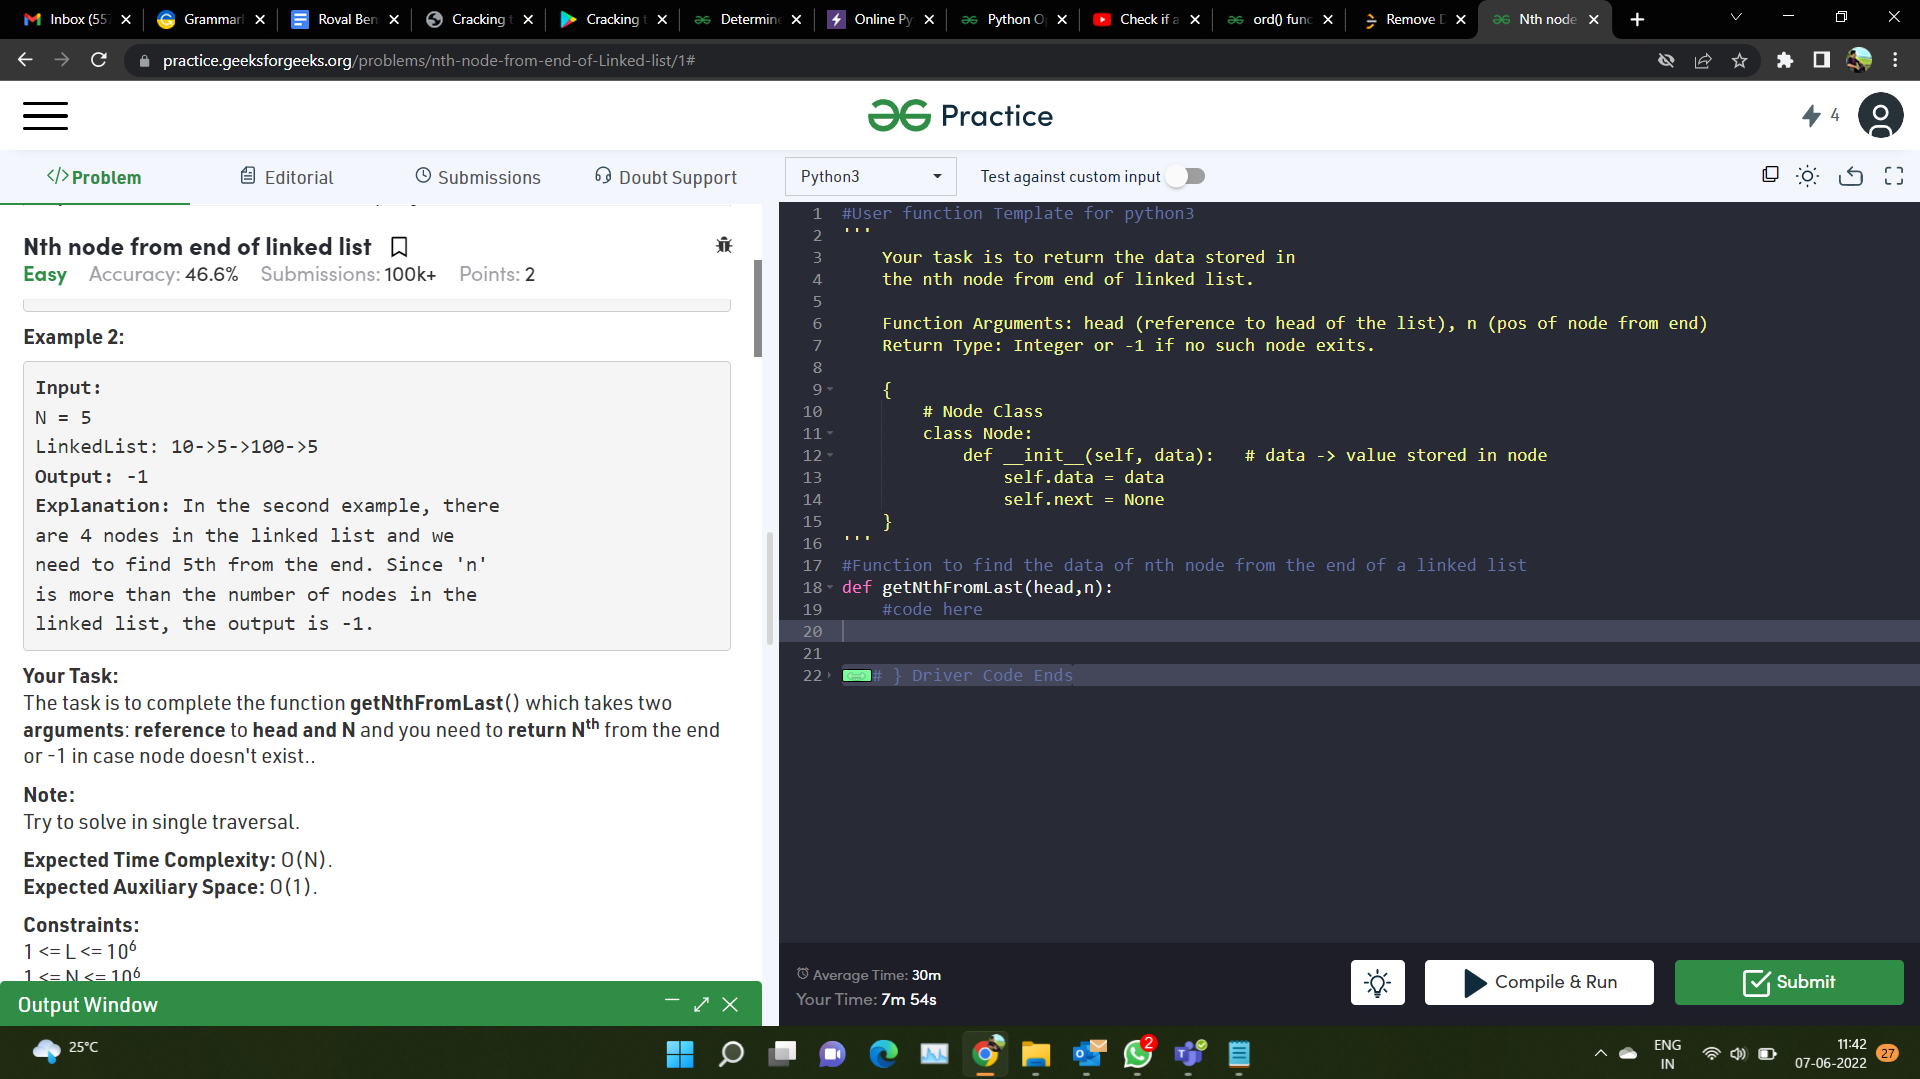 Inbox (55
Grammar
Roval Ben
Cracking t
Cracking t
Determine
Online Py
Python O
Check if a
ord() func
Remove D
Nth node
practice.geeksforgeeks.org/problems/nth-node-from-end-of-Linked-list/1#
Practice
4
</> Problem
Editorial
Submissions
Doubt Support
Python3
Test against custom input
Nth node from end of linked list
Easy Accuracy: 46.6% Submissions: 100k+ Points: 2
Example 2:
Input:
N = 5
LinkedList: 10->5->100->5
Output: -1
Explanation: In the second example, there
are 4 nodes in the linked list and we
need to find 5th from the end. Since 'n'
is more than the number of nodes in the
linked list, the output is -1.
Your Task:
The task is to complete the function getNthFromLast() which takes two
arguments: reference to head and N and you need to return Nth from the end
or -1 in case node doesn't exist..
Note:
Try to solve in single traversal.
Expected Time Complexity: O(N).
Expected Auxiliary Space: O(1).
Constraints:
1 <= L <= 10⁶
1 <= N <= 10⁶
Output Window
1 #User function Template for python3
2 '''
3 Your task is to return the data stored in
4 the nth node from end of linked list.
5
6 Function Arguments: head (reference to head of the list), n (pos of node from end)
7 Return Type: Integer or -1 if no such node exits.
8
9 {
10 # Node Class
11 class Node:
12 def __init__(self, data): # data -> value stored in node
13 self.data = data
14 self.next = None
15 }
16 '''
17 #Function to find the data of nth node from the end of a linked list
18 def getNthFromLast(head,n):
19 #code here
20
21
22 # } Driver Code Ends
Average Time: 30m
Your Time: 7m 54s
Compile & Run
Submit
25°C
2
ENG
IN
11:42
07-06-2022
27